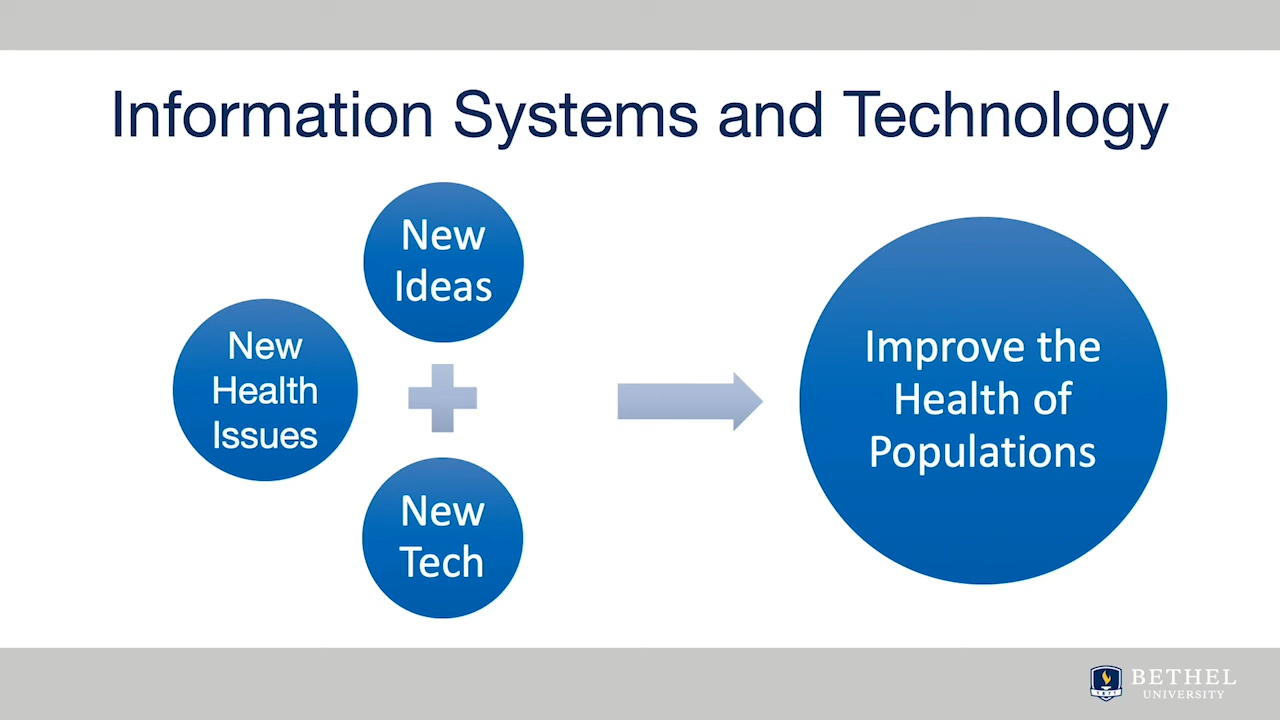 Information Systems and Technology
New
Ideas
New
Health
Issues
New
Tech
Improve the
Health of
Populations
BETHEL
UNIVERSITY